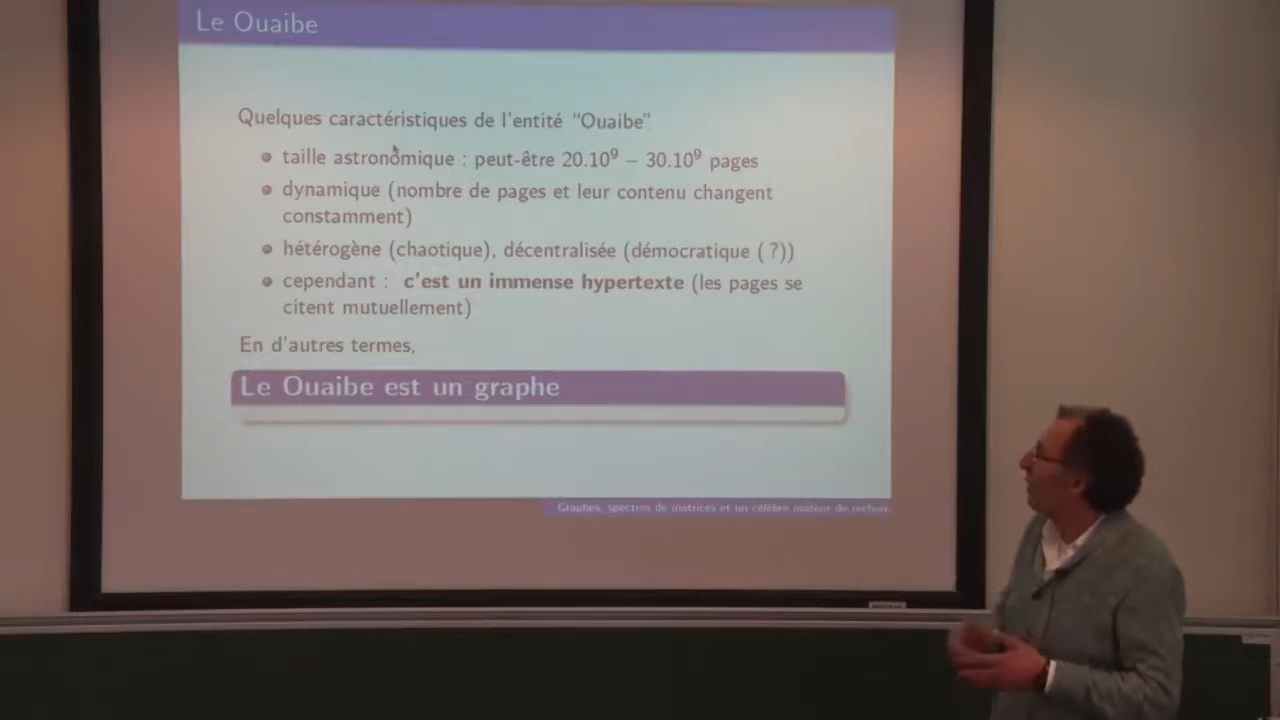 Le Ouaibe
Quelques caractéristiques de l'entité “Ouaibe”
taille astronomique : peut-être 20.10⁹ – 30.10⁹ pages
dynamique (nombre de pages et leur contenu changent
constamment)
hétérogène (chaotique), décentralisée (démocratique ( ?))
cependant : c'est un immense hypertexte (les pages se
citent mutuellement)
En d'autres termes,
Le Ouaibe est un graphe
Graphes, spectres de matrices et un célèbre moteur de recher